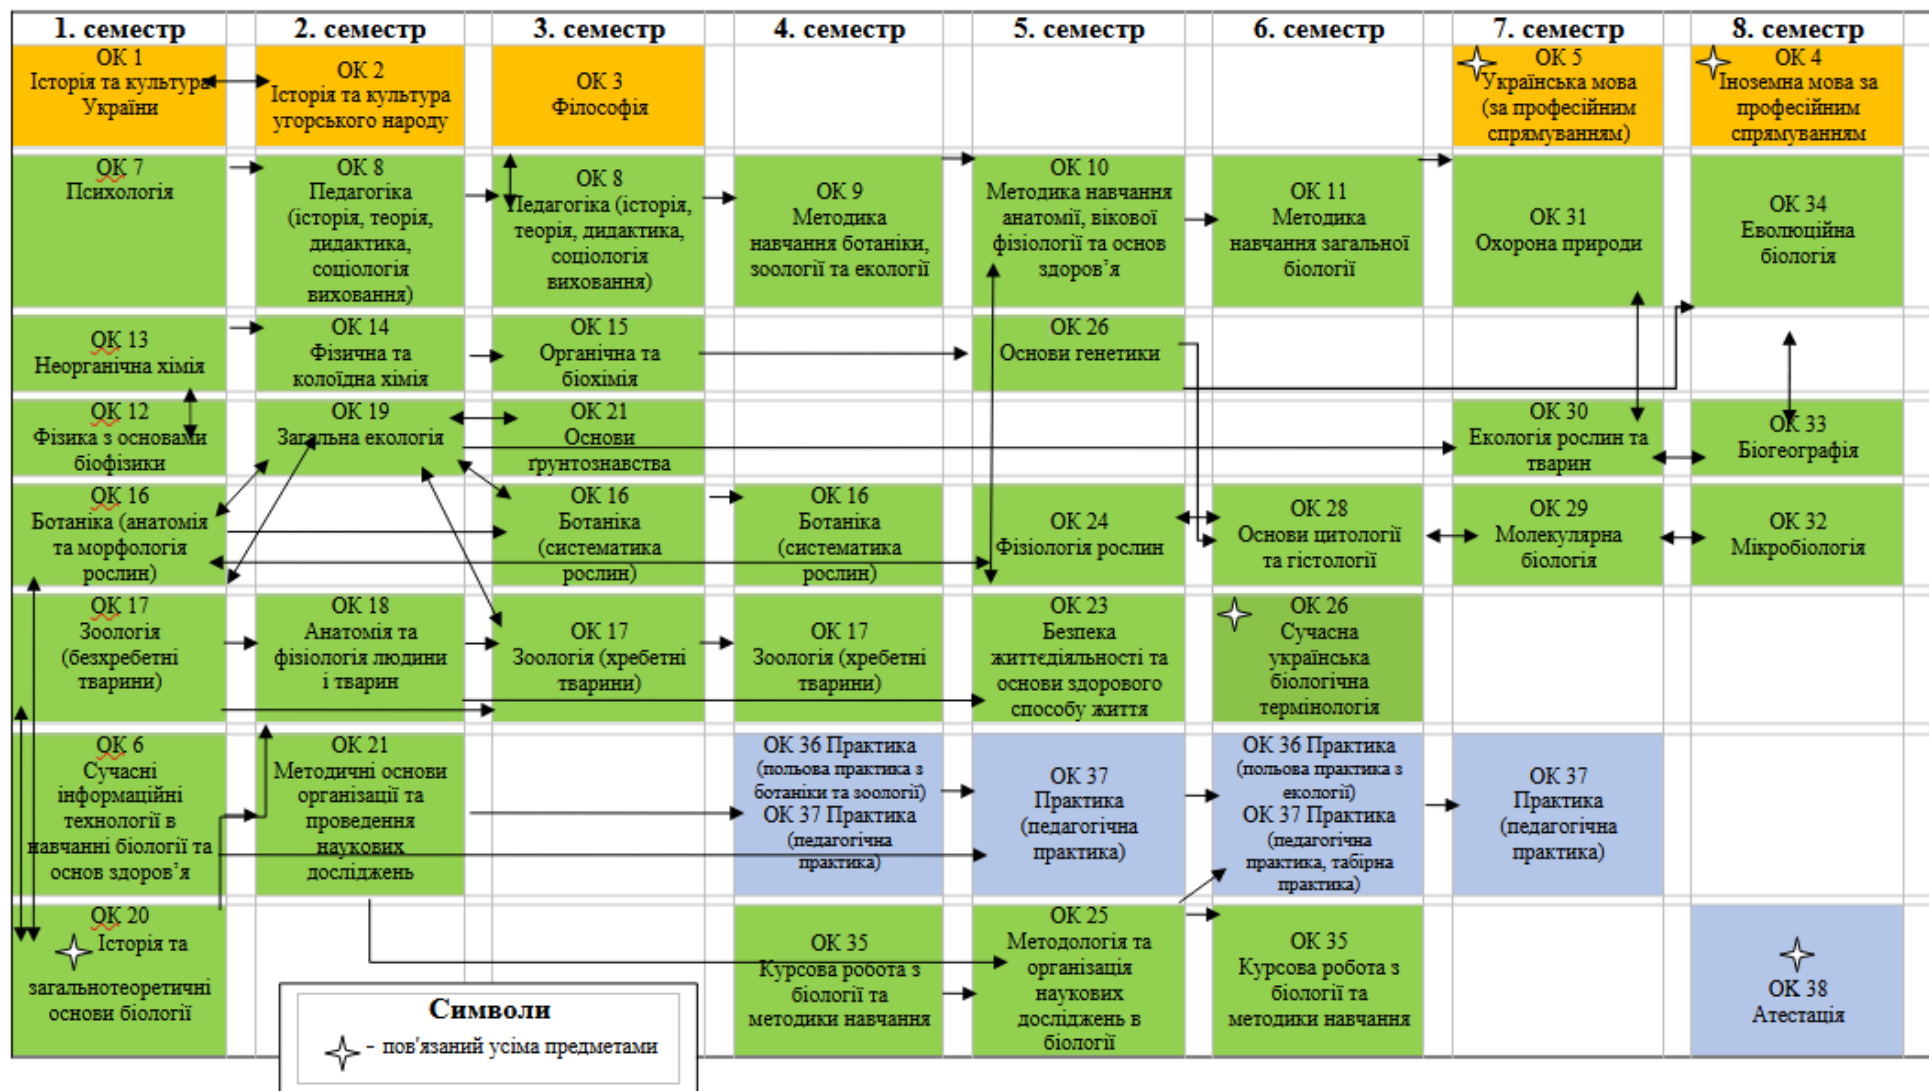 1. семестр
2. семестр
3. семестр
4. семестр
5. семестр
6. семестр
7. семестр
8. семестр
ОК 1
Історія та культура
України
ОК 2
Історія та культура
угорського народу
ОК 3
Філософія
ОК 5
Українська мова
(за професійним
спрямуванням)
ОК 4
Іноземна мова за
професійним
спрямуванням
ОК 7
Психологія
ОК 8
Педагогіка
(історія, теорія,
дидактика,
соціологія
виховання)
ОК 8
Педагогіка (історія,
теорія, дидактика,
соціологія
виховання)
ОК 9
Методика
навчання ботаніки,
зоології та екології
ОК 10
Методика навчання
анатомії, вікової
фізіології та основ
здоров’я
ОК 11
Методика
навчання загальної
біології
ОК 31
Охорона природи
ОК 34
Еволюційна
біологія
ОК 13
Неорганічна хімія
ОК 14
Фізична та
колоїдна хімія
ОК 15
Органічна та
біохімія
ОК 26
Основи генетики
ОК 12
Фізика з основами
біофізики
ОК 19
Загальна екологія
ОК 21
Основи
ґрунтознавства
ОК 30
Екологія рослин та
тварин
ОК 33
Біогеографія
ОК 16
Ботаніка (анатомія
та морфологія
рослин)
ОК 16
Ботаніка
(систематика
рослин)
ОК 16
Ботаніка
(систематика
рослин)
ОК 24
Фізіологія рослин
ОК 28
Основи цитології
та гістології
ОК 29
Молекулярна
біологія
ОК 32
Мікробіологія
ОК 17
Зоологія
(безхребетні
тварини)
ОК 18
Анатомія та
фізіологія людини
і тварин
ОК 17
Зоологія (хребетні
тварини)
ОК 17
Зоологія (хребетні
тварини)
ОК 23
Безпека
життєдіяльності та
основи здорового
способу життя
ОК 26
Сучасна
українська
біологічна
термінологія
ОК 6
Сучасні
інформаційні
технології в
навчанні біології та
основ здоров’я
ОК 21
Методичні основи
організації та
проведення
наукових
досліджень
ОК 36 Практика
(польова практика з
ботаніки та зоології)
ОК 37 Практика
(педагогічна
практика)
ОК 37
Практика
(педагогічна
практика)
ОК 36 Практика
(польова практика з
екології)
ОК 37 Практика
(педагогічна
практика, табірна
практика)
ОК 37
Практика
(педагогічна
практика)
ОК 20
Історія та
загальнотеоретичні
основи біології
ОК 35
Курсова робота з
біології та
методики навчання
ОК 25
Методологія та
організація
наукових
досліджень в
біології
ОК 35
Курсова робота з
біології та
методики навчання
ОК 38
Атестація
Символи
- пов'язаний усіма предметами